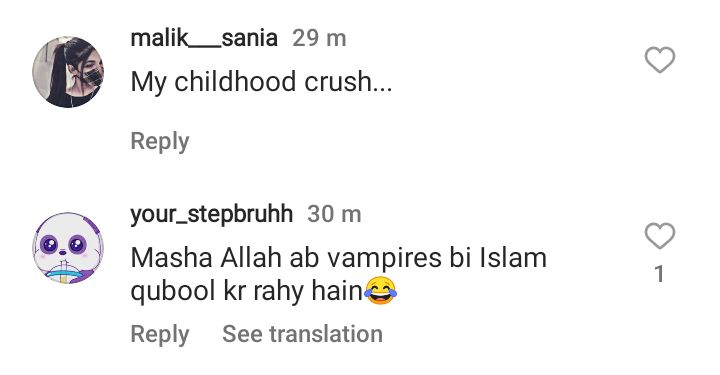 malik___sania 29 m
My childhood crush...
Reply
your_stepbruhh 30 m
Masha Allah ab vampires bi Islam
qubool kr rahy hain😂
1
Reply See translation